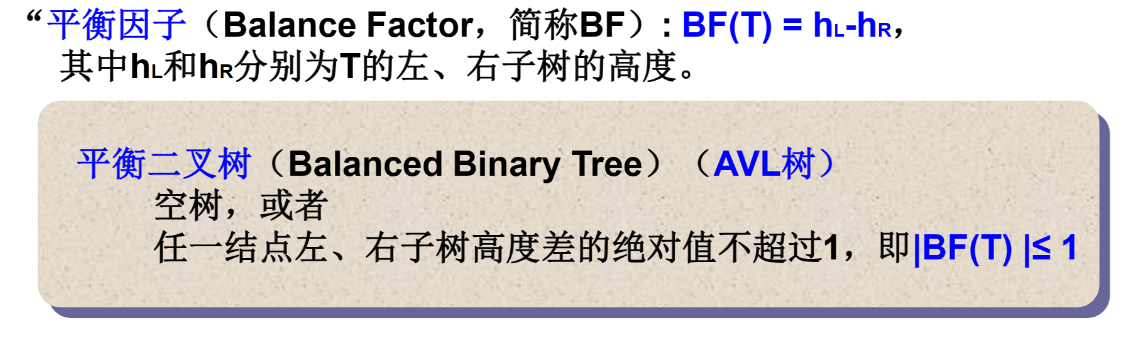 “平衡因子（Balance Factor，简称BF）: BF(T) = hL-hR，
其中hL和hR分别为T的左、右子树的高度。
平衡二叉树（Balanced Binary Tree）（AVL树）
空树，或者
任一结点左、右子树高度差的绝对值不超过1，即|BF(T) |≤ 1